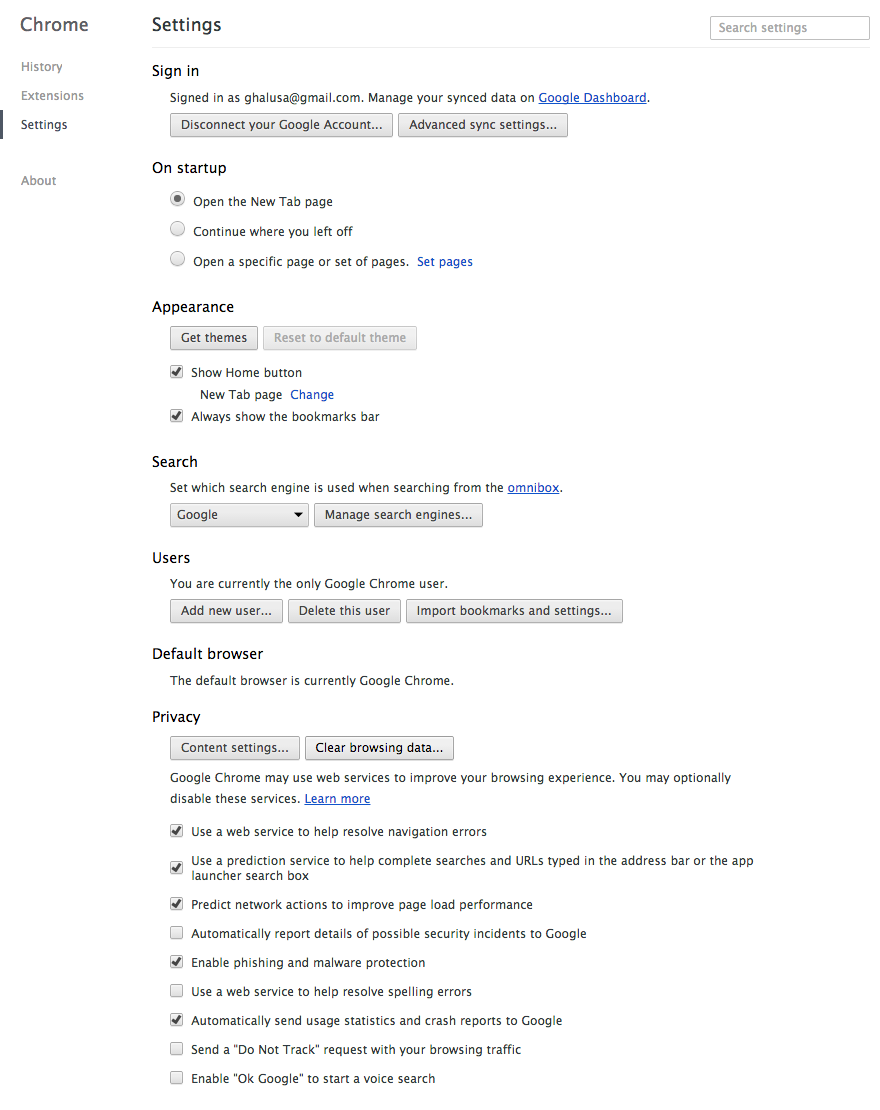 Chrome
Settings
Search settings
History
Extensions
Settings
About
Sign in
Signed in as ghalusa@gmail.com. Manage your synced data on Google Dashboard.
Disconnect your Google Account... Advanced sync settings...
On startup
Open the New Tab page
Continue where you left off
Open a specific page or set of pages. Set pages
Appearance
Get themes Reset to default theme
Show Home button
New Tab page Change
Always show the bookmarks bar
Search
Set which search engine is used when searching from the omnibox.
Google Manage search engines...
Users
You are currently the only Google Chrome user.
Add new user... Delete this user Import bookmarks and settings...
Default browser
The default browser is currently Google Chrome.
Privacy
Content settings... Clear browsing data...
Google Chrome may use web services to improve your browsing experience. You may optionally
disable these services. Learn more
Use a web service to help resolve navigation errors
Use a prediction service to help complete searches and URLs typed in the address bar or the app
launcher search box
Predict network actions to improve page load performance
Automatically report details of possible security incidents to Google
Enable phishing and malware protection
Use a web service to help resolve spelling errors
Automatically send usage statistics and crash reports to Google
Send a "Do Not Track" request with your browsing traffic
Enable "Ok Google" to start a voice search